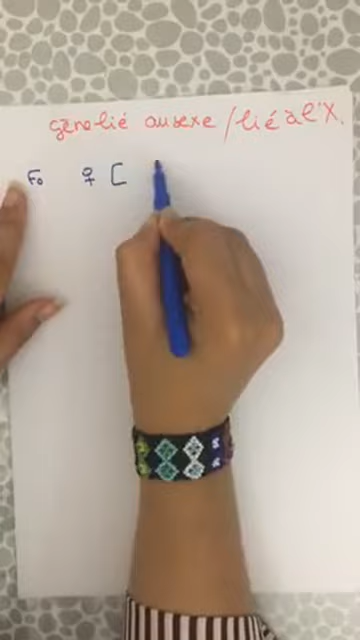 gène lié au sexe / lié à l'X.
F0 ♀ [